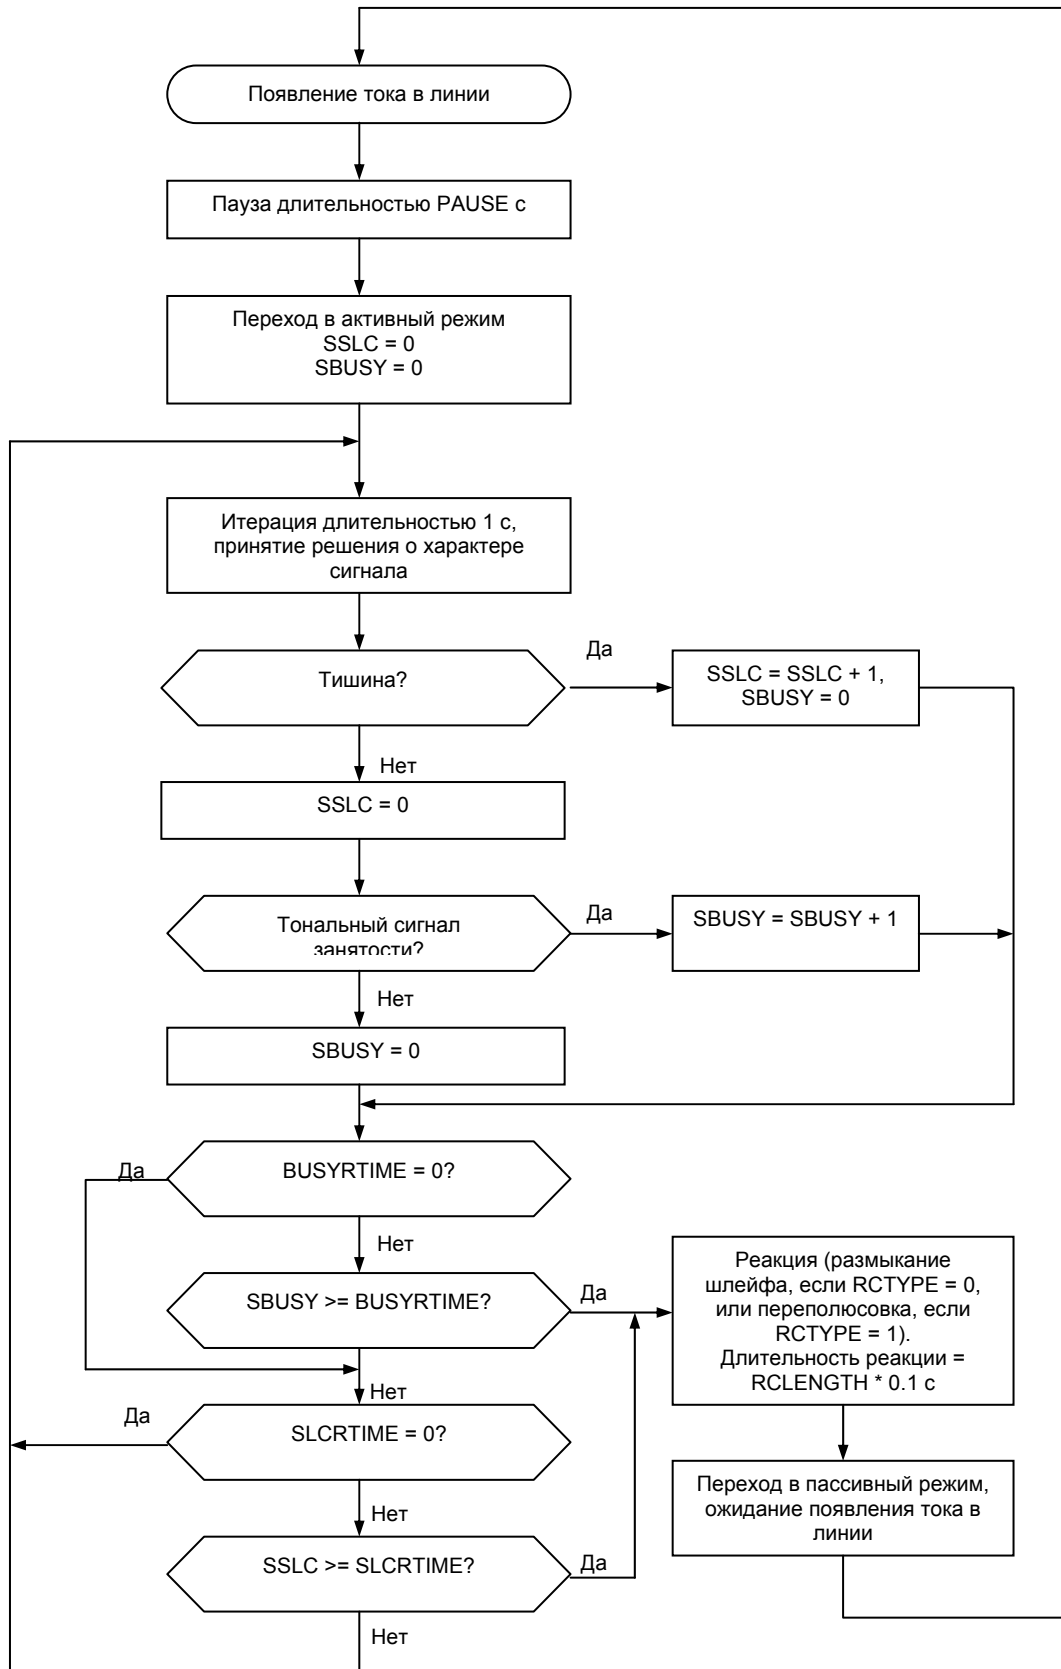 Появление тока в линии
Пауза длительностью PAUSE с
Переход в активный режим
SSLC = 0
SBUSY = 0
Итерация длительностью 1 с,
принятие решения о характере
сигнала
Тишина?
Да
SSLC = SSLC + 1,
SBUSY = 0
Нет
SSLC = 0
Тональный сигнал
занятости?
Да
SBUSY = SBUSY + 1
Нет
SBUSY = 0
BUSYRTIME = 0?
Да
Нет
SBUSY >= BUSYRTIME?
Да
Реакция (размыкание
шлейфа, если RCTYPE = 0,
или переполюсовка, если
RCTYPE = 1).
Длительность реакции =
RCLENGTH * 0.1 с
Нет
SLCRTIME = 0?
Да
Нет
Переход в пассивный режим,
ожидание появления тока в
линии
SSLC >= SLCRTIME?
Да
Нет